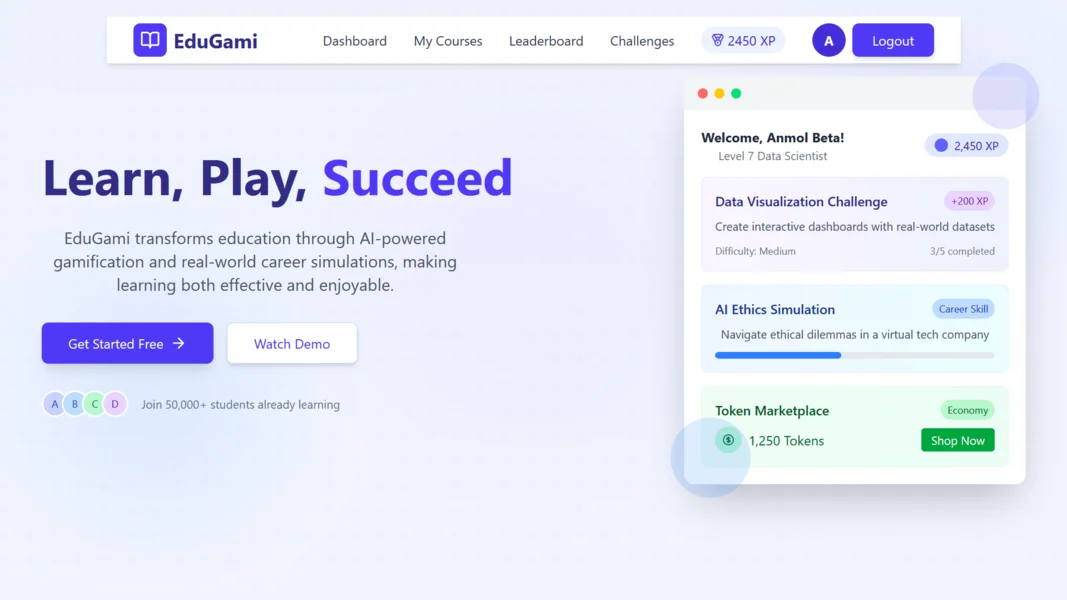 EduGami
Dashboard
My Courses
Leaderboard
Challenges
2450 XP
A
Logout
Learn, Play, Succeed
EduGami transforms education through AI-powered
gamification and real-world career simulations, making
learning both effective and enjoyable.
Get Started Free
Watch Demo
A B C D
Join 50,000+ students already learning
Welcome, Anmol Beta!
Level 7 Data Scientist
2,450 XP
Data Visualization Challenge
+200 XP
Create interactive dashboards with real-world datasets
Difficulty: Medium
3/5 completed
AI Ethics Simulation
Career Skill
Navigate ethical dilemmas in a virtual tech company
Token Marketplace
Economy
$
1,250 Tokens
Shop Now